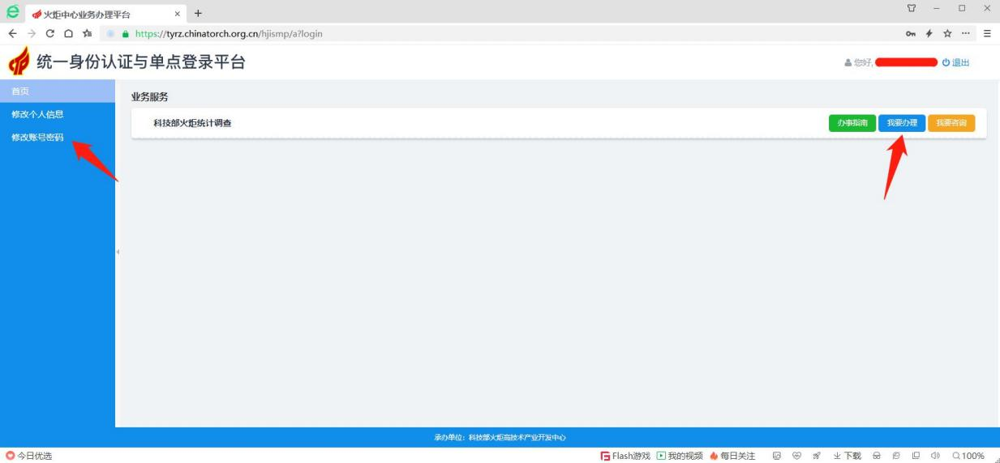 火炬中心业务办理平台
https://tyrz.chinatorch.org.cn/hjismp/a?login
统一身份认证与单点登录平台
您好, 退出
首页
修改个人信息
修改账号密码
业务服务
科技部火炬统计调查 办事指南 我要办理 我要咨询
承办单位：科技部火炬高技术产业开发中心
今日优选 Flash游戏 我的视频 每日关注 下载 100%